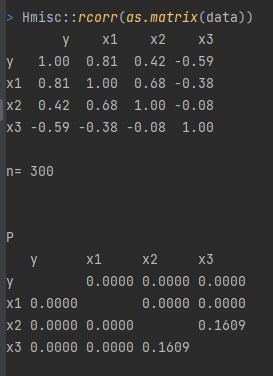 > Hmisc::rcorr(as.matrix(data))
      y    x1    x2    x3
y   1.00  0.81  0.42 -0.59
x1  0.81  1.00  0.68 -0.38
x2  0.42  0.68  1.00 -0.08
x3 -0.59 -0.38 -0.08  1.00
n= 300
P
   y      x1     x2     x3
y         0.0000 0.0000 0.0000
x1 0.0000        0.0000 0.0000
x2 0.0000 0.0000        0.1609
x3 0.0000 0.0000 0.1609